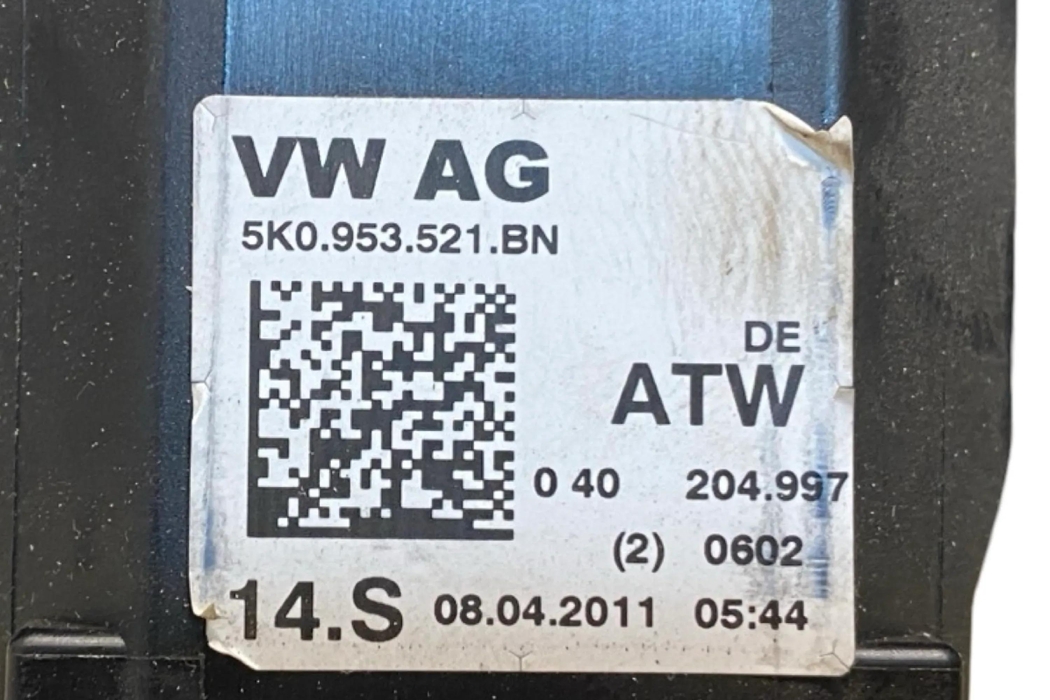 VW AG
5K0.953.521.BN
DE
ATW
0 40 204.997
(2) 0602
14.S 08.04.2011 05:44